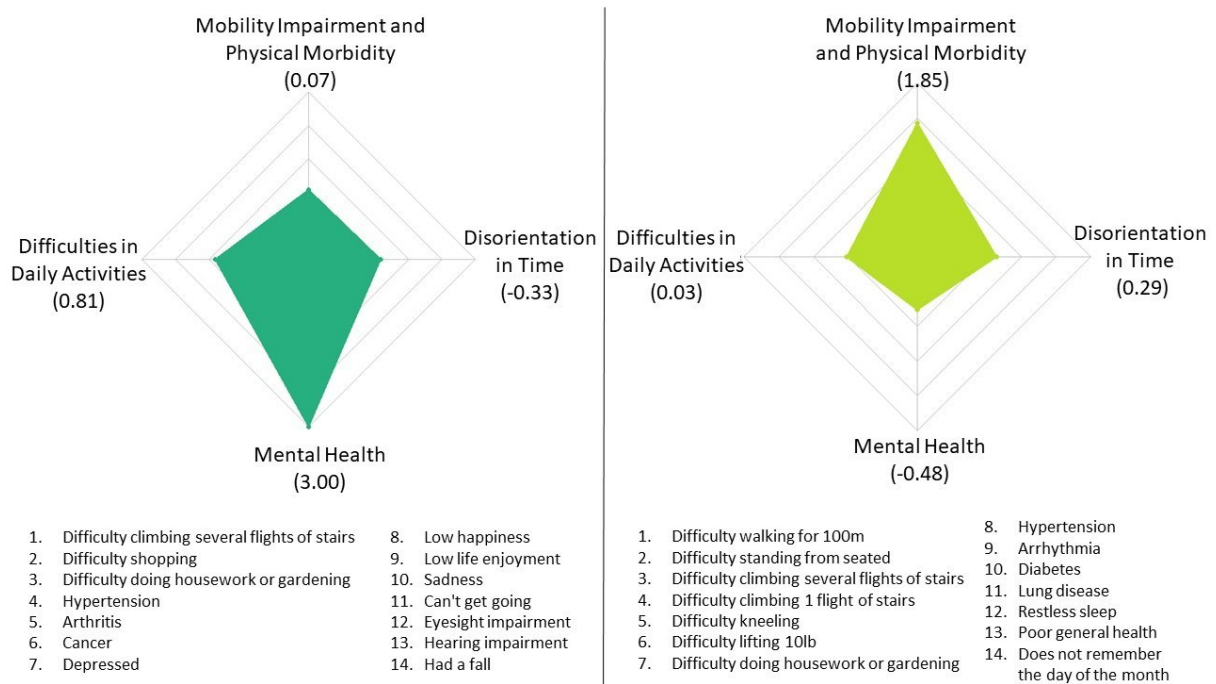 Mobility Impairment and
Physical Morbidity
(0.07)
Difficulties in
Daily Activities
(0.81)
Disorientation
in Time
(-0.33)
Mental Health
(3.00)
1. Difficulty climbing several flights of stairs
2. Difficulty shopping
3. Difficulty doing housework or gardening
4. Hypertension
5. Arthritis
6. Cancer
7. Depressed
8. Low happiness
9. Low life enjoyment
10. Sadness
11. Can't get going
12. Eyesight impairment
13. Hearing impairment
14. Had a fall
Mobility Impairment
and Physical Morbidity
(1.85)
Difficulties in
Daily Activities
(0.03)
Disorientation
in Time
(0.29)
Mental Health
(-0.48)
1. Difficulty walking for 100m
2. Difficulty standing from seated
3. Difficulty climbing several flights of stairs
4. Difficulty climbing 1 flight of stairs
5. Difficulty kneeling
6. Difficulty lifting 10lb
7. Difficulty doing housework or gardening
8. Hypertension
9. Arrhythmia
10. Diabetes
11. Lung disease
12. Restless sleep
13. Poor general health
14. Does not remember
the day of the month